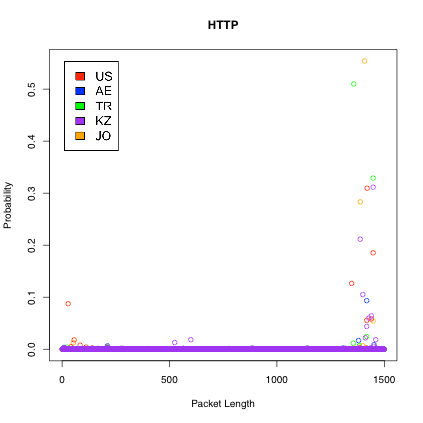 HTTP
US
AE
TR
KZ
JO
Probability
0.5
0.4
0.3
0.2
0.1
0.0
0
500
1000
1500
Packet Length